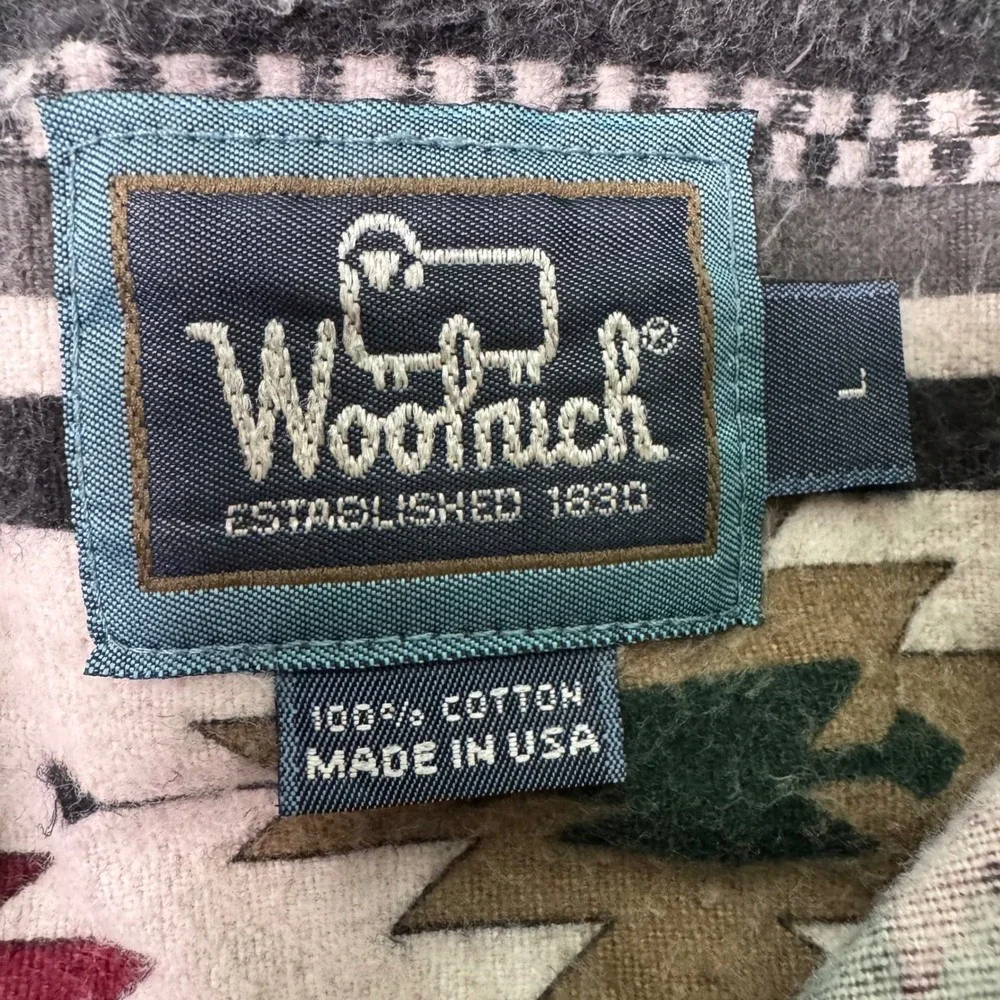 Woolrich®
L
ESTABLISHED 1830
100% COTTON
MADE IN USA